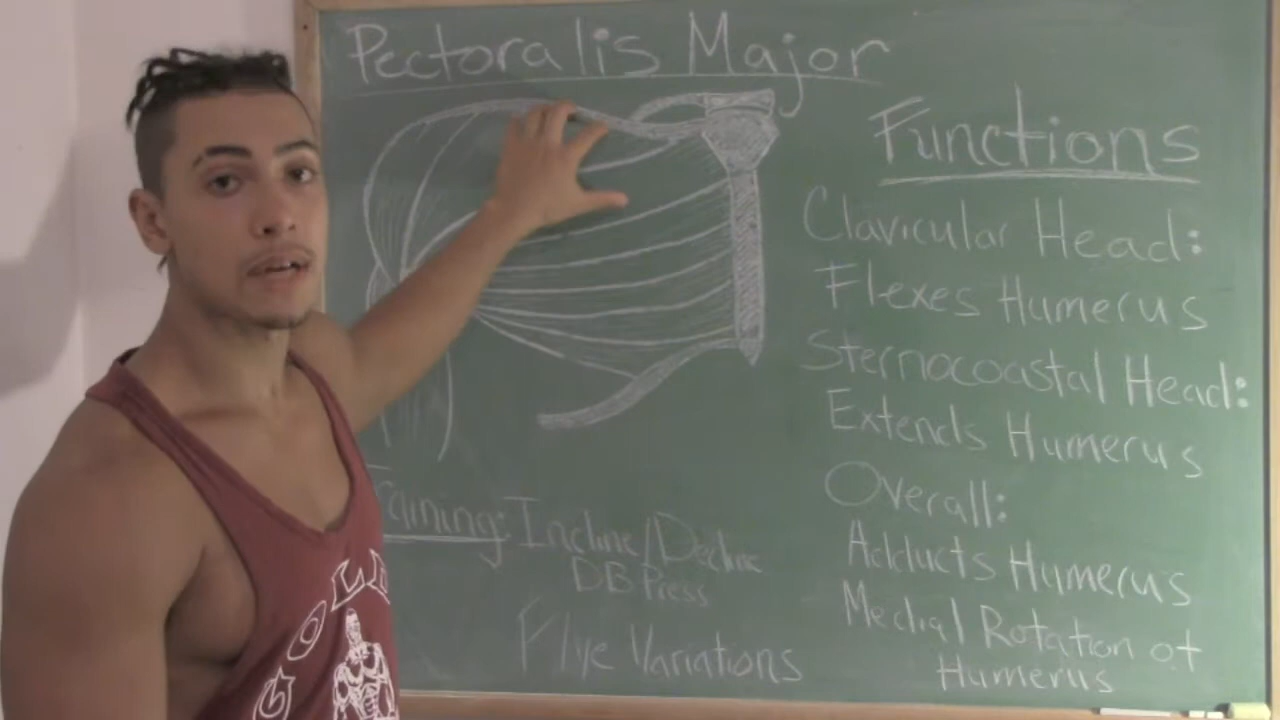 Pectoralis Major
Functions
Clavicular Head:
Flexes Humerus
Sternocoastal Head:
Extends Humerus
Overall:
Adducts Humerus
Medial Rotation of
Humerus
Training: Incline/Decline
DB Press
Flye Variations